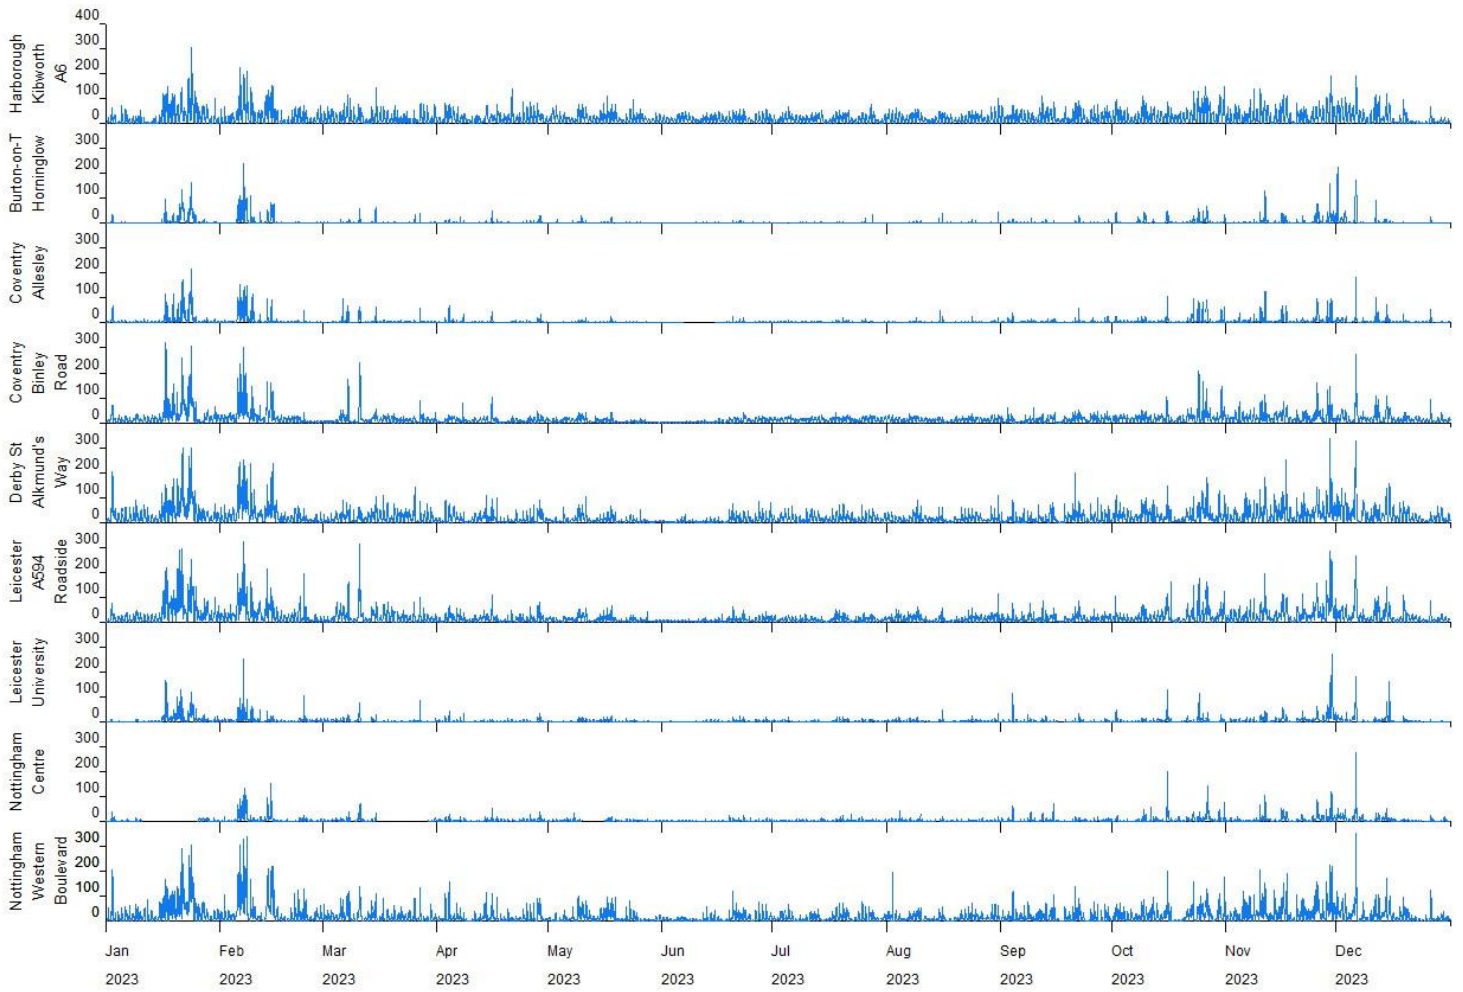 400
300
200
100
0
Harborough
Kibworth
A6
300
200
100
0
Burton-on-T
Horninglow
300
200
100
0
Coventry
Allesley
300
200
100
0
Coventry
Binley
Road
300
200
100
0
Derby St
Alkmund's
Way
300
200
100
0
Leicester
A594
Roadside
300
200
100
0
Leicester
University
300
200
100
0
Nottingham
Centre
300
200
100
0
Nottingham
Western
Boulevard
Jan Feb Mar Apr May Jun Jul Aug Sep Oct Nov Dec
2023 2023 2023 2023 2023 2023 2023 2023 2023 2023 2023 2023